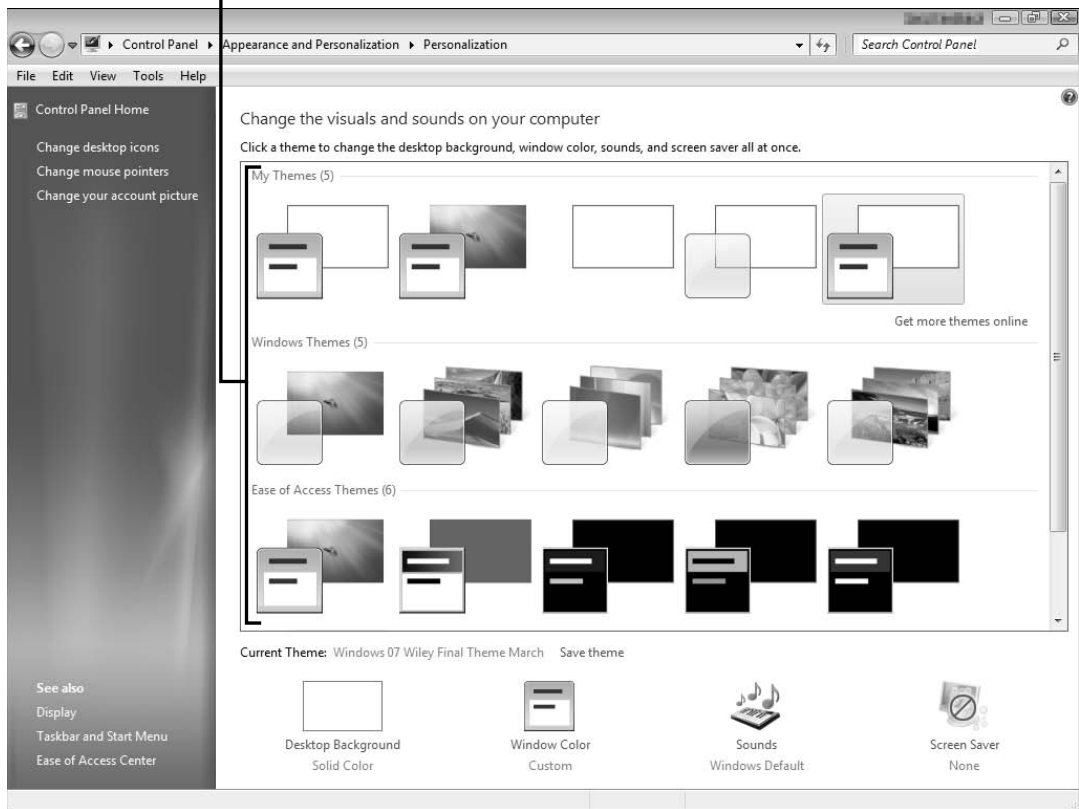 Control Panel Appearance and Personalization Personalization
Search Control Panel
File Edit View Tools Help
Control Panel Home
Change desktop icons
Change mouse pointers
Change your account picture
See also
Display
Taskbar and Start Menu
Ease of Access Center
Change the visuals and sounds on your computer
Click a theme to change the desktop background, window color, sounds, and screen saver all at once.
My Themes (5)
Get more themes online
Windows Themes (5)
Ease of Access Themes (6)
Current Theme: Windows 07 Wiley Final Theme March Save theme
Desktop Background
Solid Color
Window Color
Custom
Sounds
Windows Default
Screen Saver
None